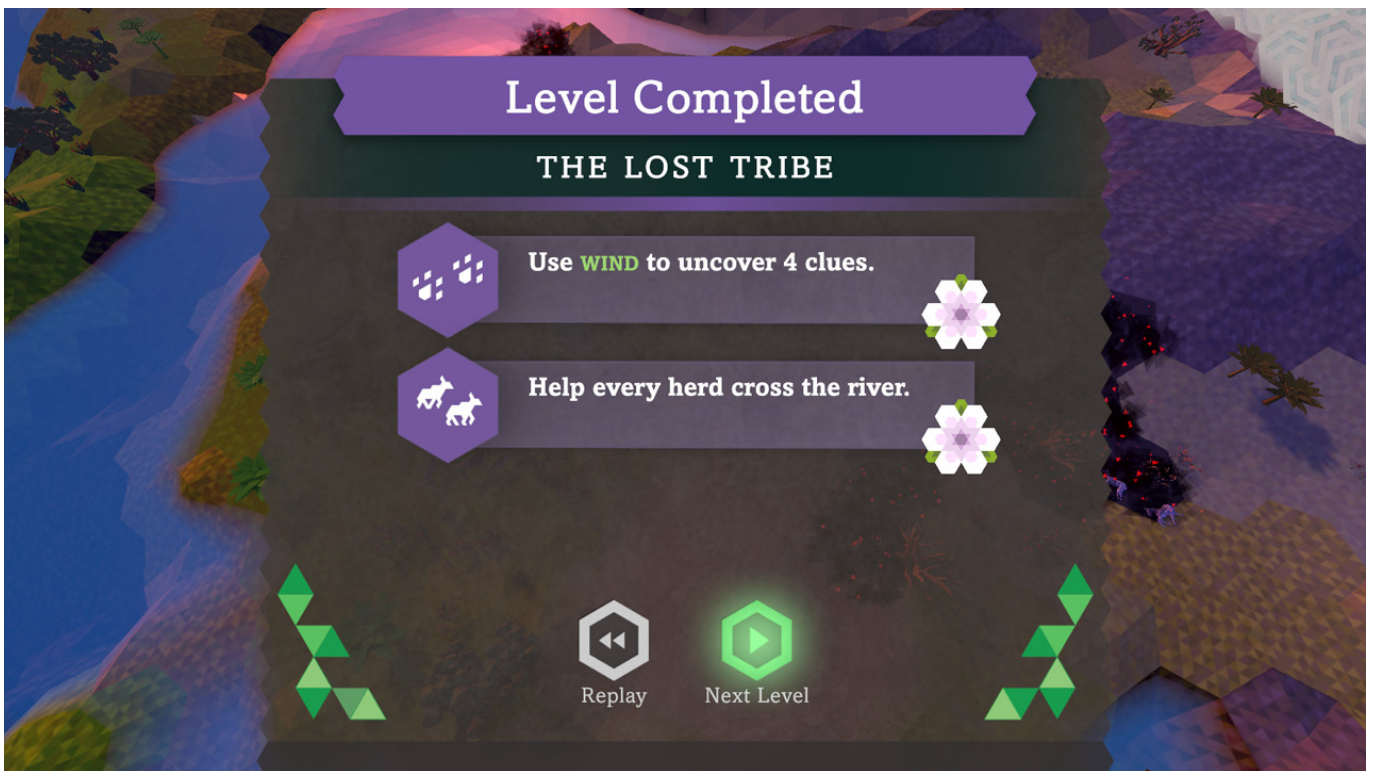 Level Completed
THE LOST TRIBE
Use WIND to uncover 4 clues.
Help every herd cross the river.
Replay
Next Level